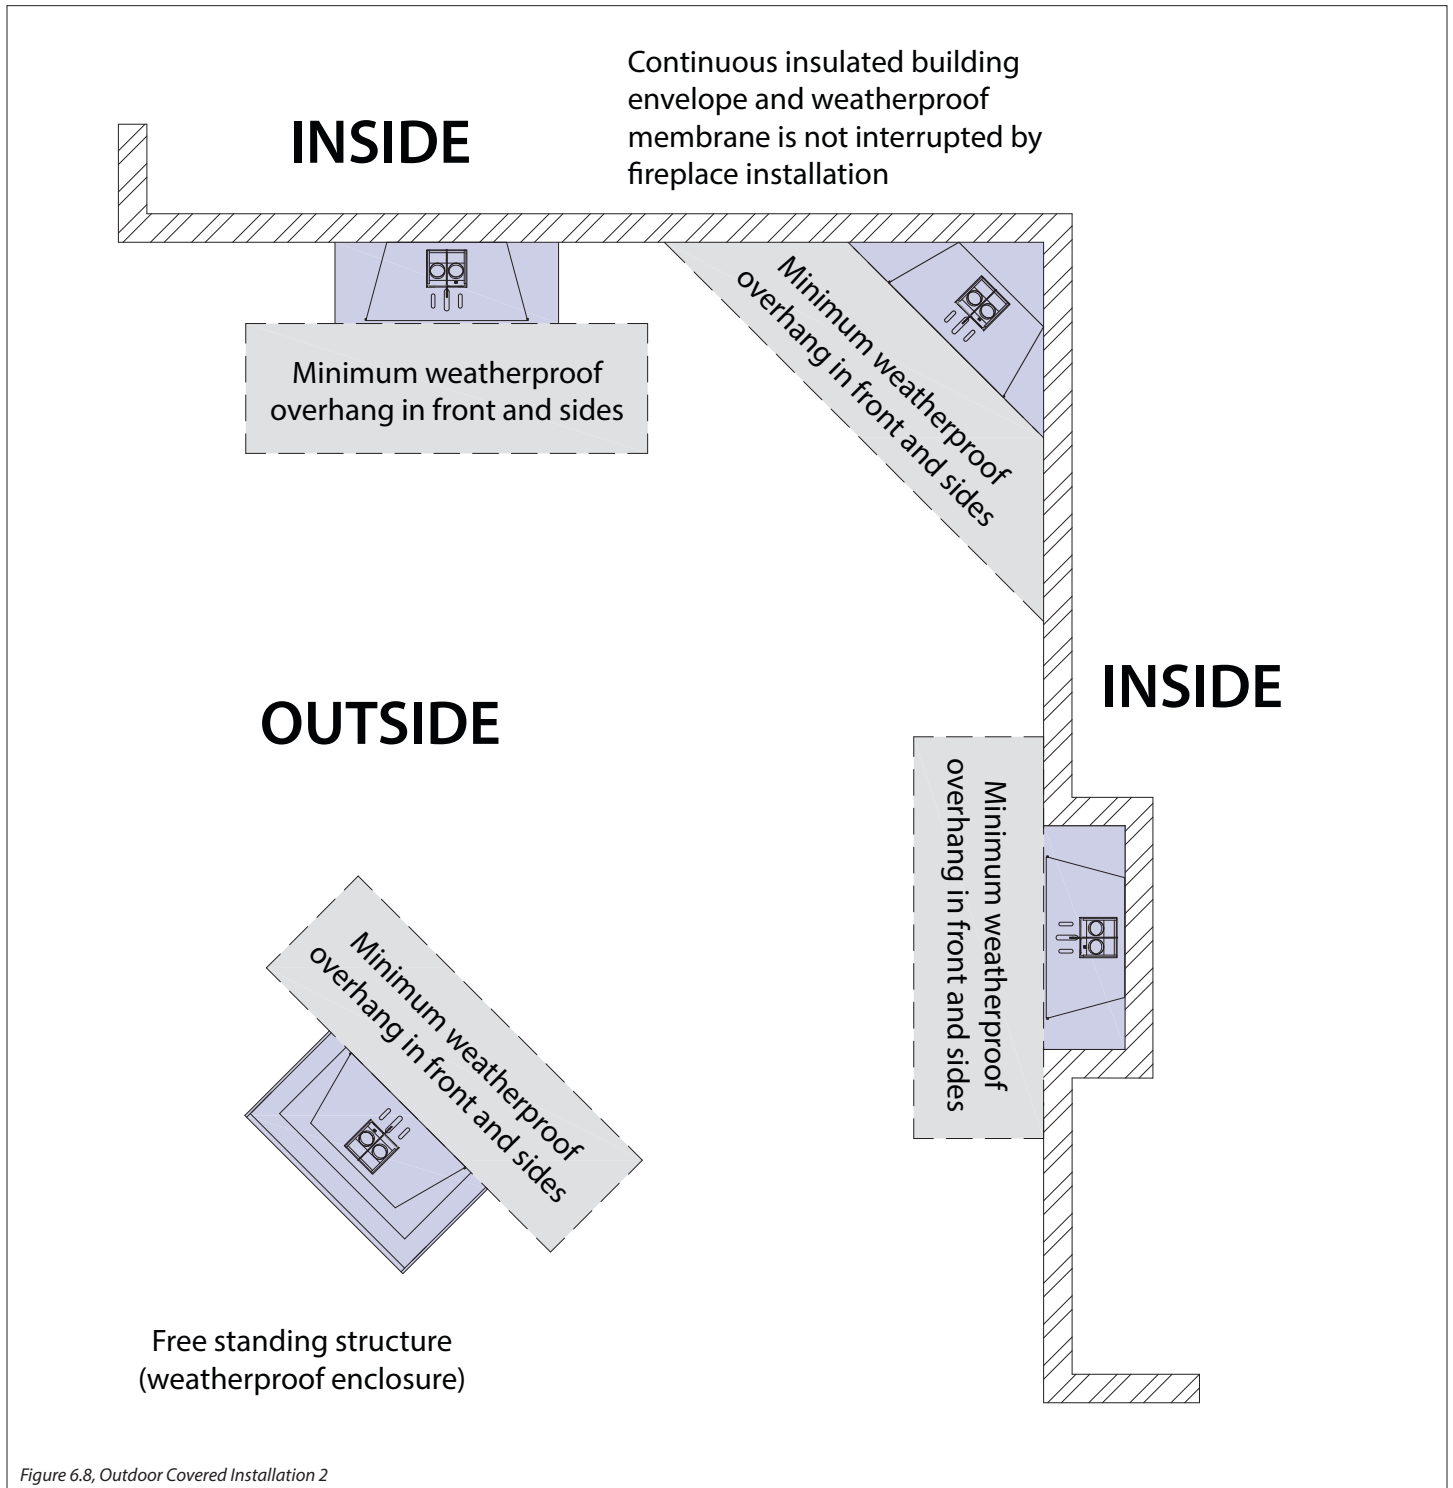 Continuous insulated building
envelope and weatherproof
membrane is not interrupted by
fireplace installation
INSIDE
Minimum weatherproof
overhang in front and sides
Minimum weatherproof
overhang in front and sides
INSIDE
OUTSIDE
Minimum weatherproof
overhang in front and sides
Minimum weatherproof
overhang in front and sides
Free standing structure
(weatherproof enclosure)
Figure 6.8, Outdoor Covered Installation 2